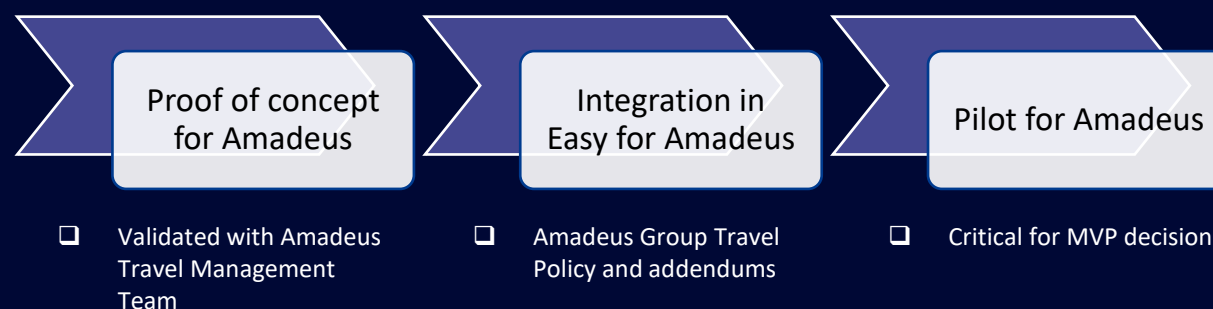 Proof of concept
for Amadeus
Integration in
Easy for Amadeus
Pilot for Amadeus
❑ Validated with Amadeus
Travel Management
Team
❑ Amadeus Group Travel
Policy and addendums
❑ Critical for MVP decision